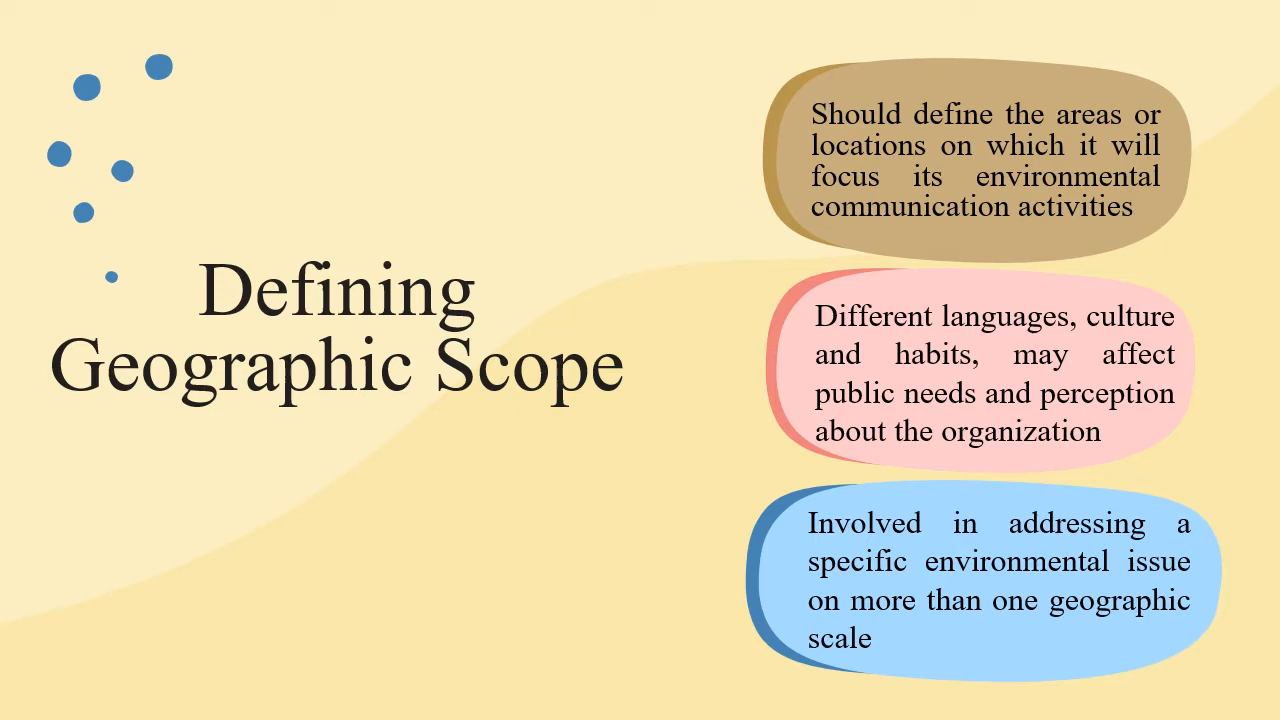 Defining
Geographic Scope
Should define the areas or
locations on which it will
focus its environmental
communication activities
Different languages, culture
and habits, may affect
public needs and perception
about the organization
Involved in addressing a
specific environmental issue
on more than one geographic
scale